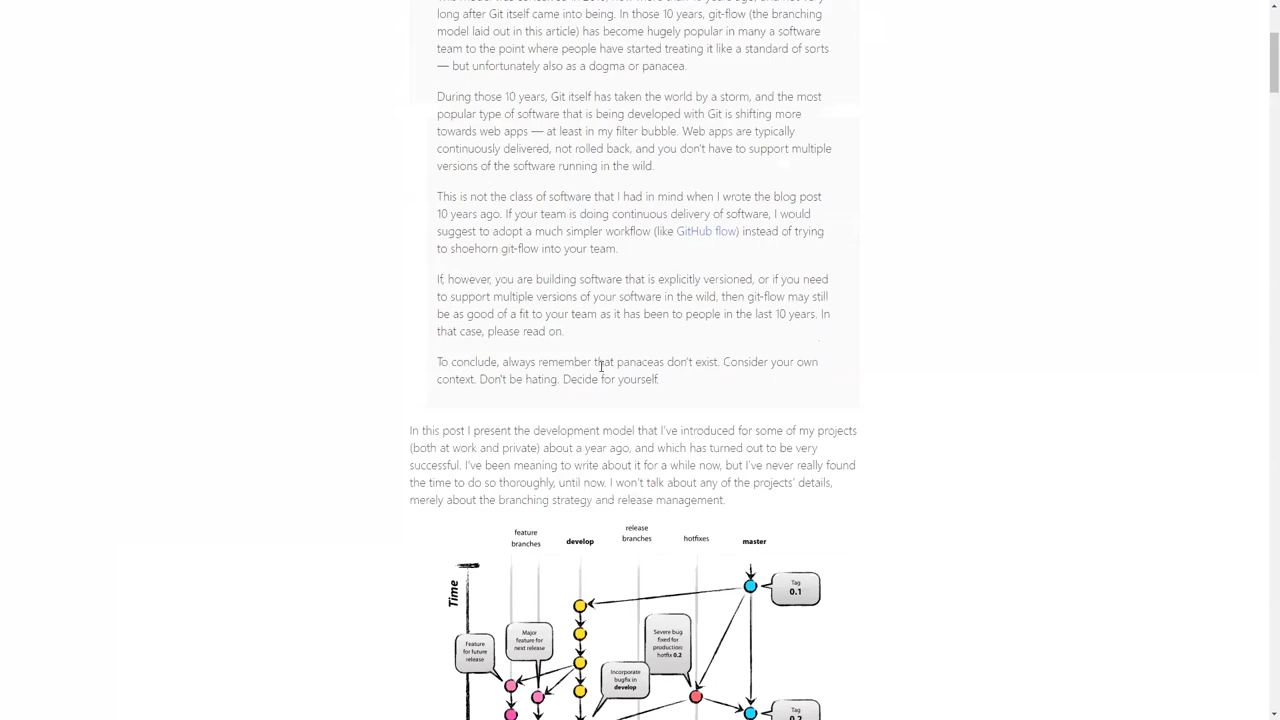 long after Git itself came into being. In those 10 years, git-flow (the branching
model laid out in this article) has become hugely popular in many a software
team to the point where people have started treating it like a standard of sorts
— but unfortunately also as a dogma or panacea.
During those 10 years, Git itself has taken the world by a storm, and the most
popular type of software that is being developed with Git is shifting more
towards web apps — at least in my filter bubble. Web apps are typically
continuously delivered, not rolled back, and you don't have to support multiple
versions of the software running in the wild.
This is not the class of software that I had in mind when I wrote the blog post
10 years ago. If your team is doing continuous delivery of software, I would
suggest to adopt a much simpler workflow (like GitHub flow) instead of trying
to shoehorn git-flow into your team.
If, however, you are building software that is explicitly versioned, or if you need
to support multiple versions of your software in the wild, then git-flow may still
be as good of a fit to your team as it has been to people in the last 10 years. In
that case, please read on.
To conclude, always remember that panaceas don't exist. Consider your own
context. Don't be hating. Decide for yourself.
In this post I present the development model that I've introduced for some of my projects
(both at work and private) about a year ago, and which has turned out to be very
successful. I've been meaning to write about it for a while now, but I've never really found
the time to do so thoroughly, until now. I won't talk about any of the projects' details,
merely about the branching strategy and release management.
feature
branches
develop
release
branches
hotfixes
master
Time
Tag
0.1
Feature
for future
release
Major
feature for
next release
Severe bug
fixed for
production:
hotfix 0.2
Incorporate
bugfix in
develop
Tag
0.2